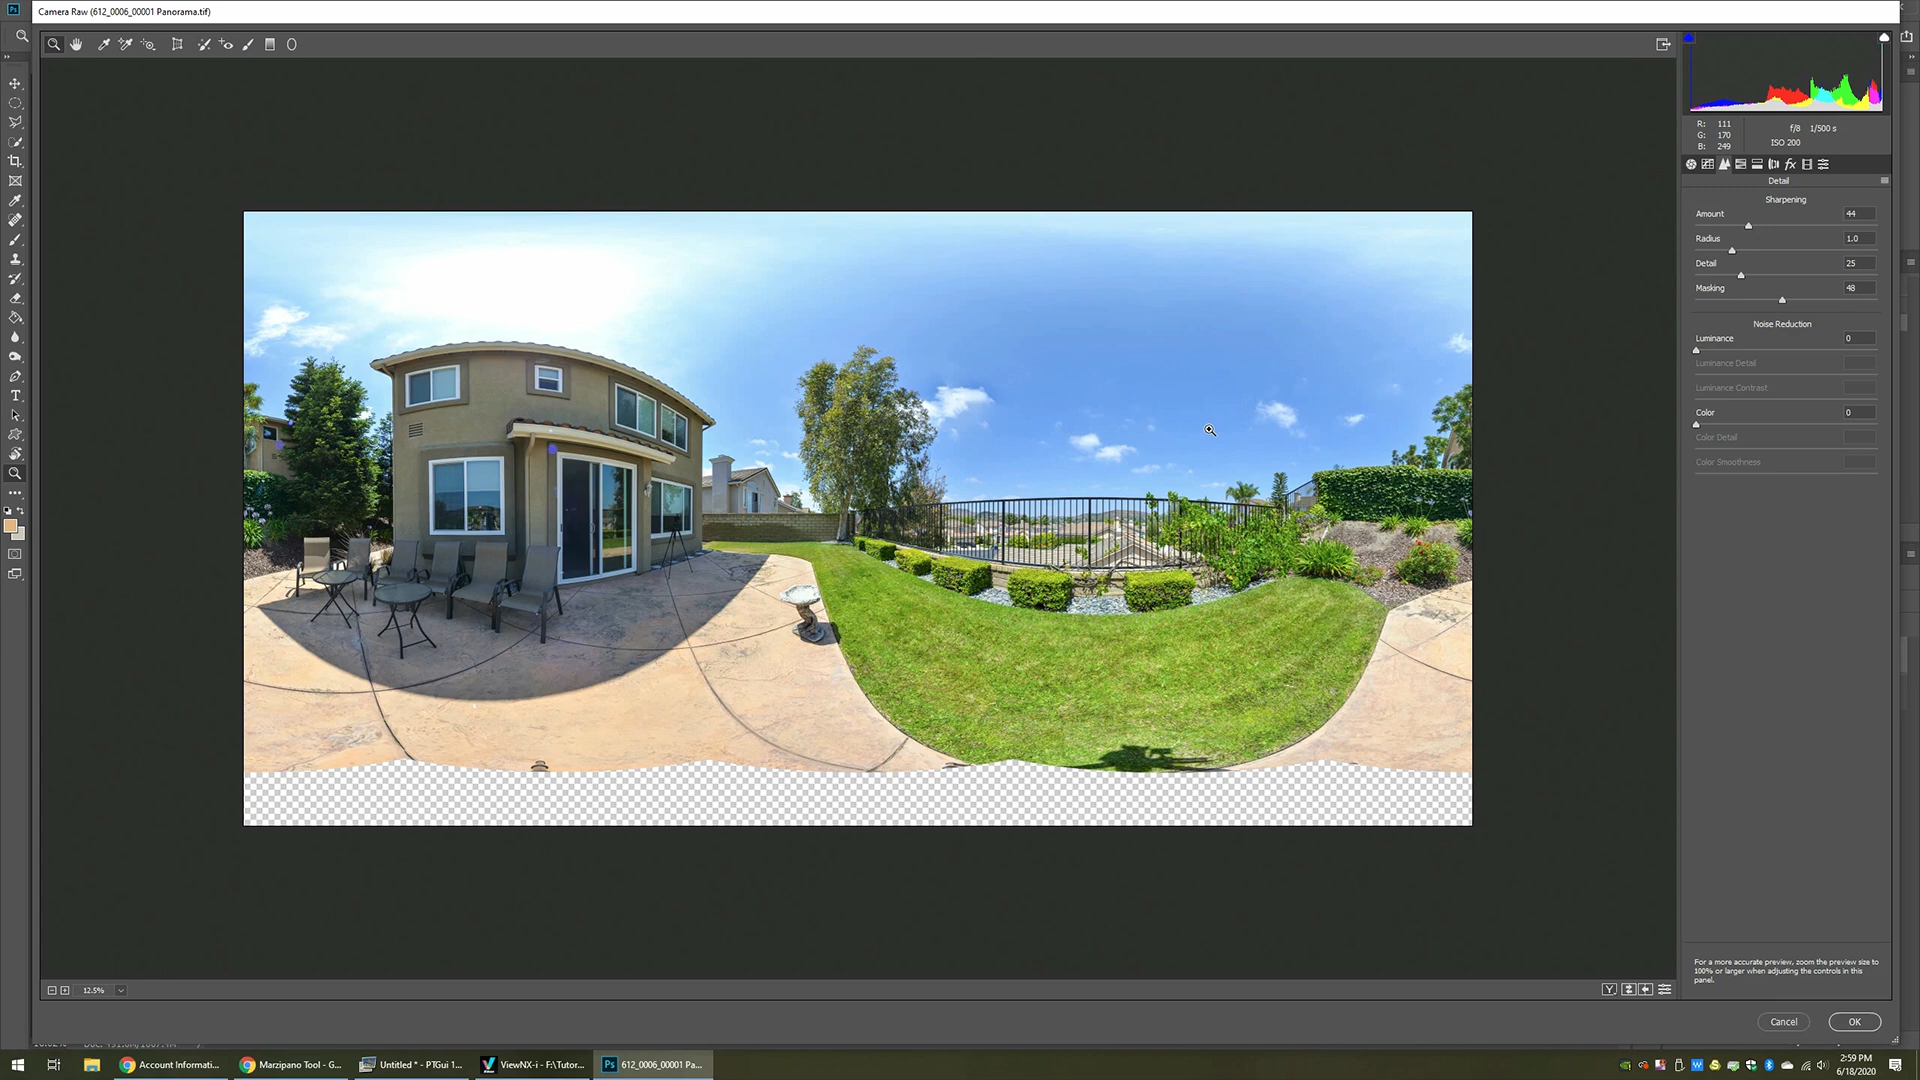 Camera Raw (612_0006_00001 Panorama.tif)
R: 111
G: 170
B: 249
f/8 1/500 s
ISO 200
fx
Detail
Sharpening
Amount 44
Radius 1.0
Detail 25
Masking 48
Noise Reduction
Luminance 0
Luminance Detail
Luminance Contrast
Color 0
Color Detail
Color Smoothness
For a more accurate preview, zoom the preview size to
100% or larger when adjusting the controls in this
panel.
12.5%
Y
Cancel
OK
Ps
Account Informati...
Marzipano Tool - G...
Untitled * - PTGui 1...
ViewNX-i - F:\Tutor...
Ps 612_0006_00001 Pa...
2:59 PM
6/18/2020